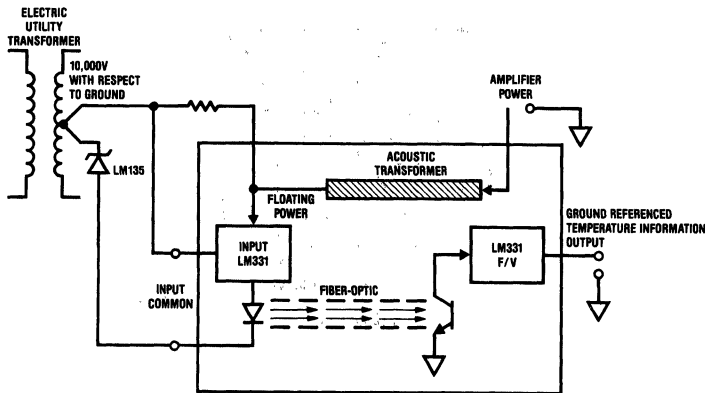 ELECTRIC
UTILITY
TRANSFORMER
10,000V
WITH RESPECT
TO GROUND
LM135
AMPLIFIER
POWER
ACOUSTIC
TRANSFORMER
FLOATING
POWER
INPUT
LM331
INPUT
COMMON
FIBER-OPTIC
LM331
F/V
GROUND REFERENCED
TEMPERATURE INFORMATION
OUTPUT